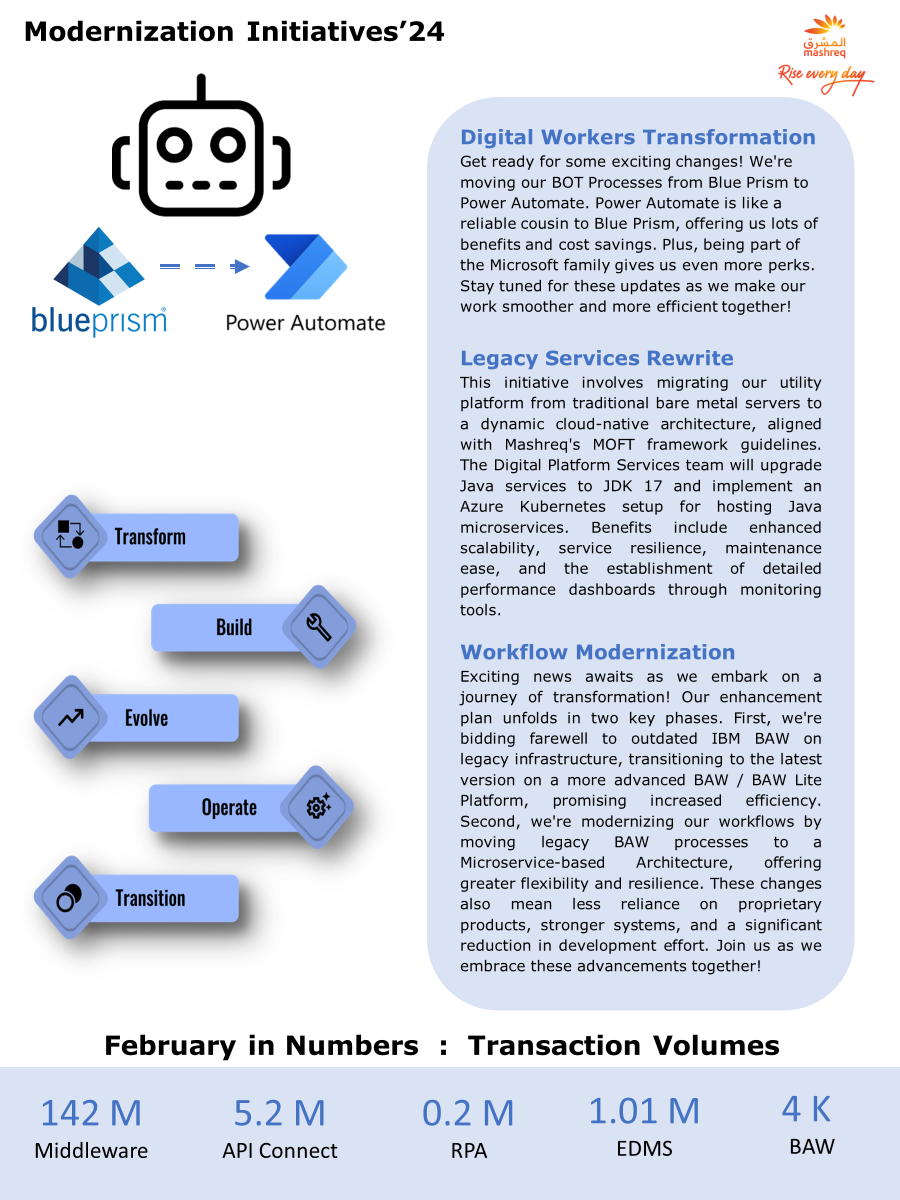 Modernization Initiatives’24
المشرق
mashreq
Rise every day
blueprism®
Power Automate
Digital Workers Transformation
Get ready for some exciting changes! We're
moving our BOT Processes from Blue Prism to
Power Automate. Power Automate is like a
reliable cousin to Blue Prism, offering us lots of
benefits and cost savings. Plus, being part of
the Microsoft family gives us even more perks.
Stay tuned for these updates as we make our
work smoother and more efficient together!
Legacy Services Rewrite
This initiative involves migrating our utility
platform from traditional bare metal servers to
a dynamic cloud-native architecture, aligned
with Mashreq's MOFT framework guidelines.
The Digital Platform Services team will upgrade
Java services to JDK 17 and implement an
Azure Kubernetes setup for hosting Java
microservices. Benefits include enhanced
scalability, service resilience, maintenance
ease, and the establishment of detailed
performance dashboards through monitoring
tools.
Workflow Modernization
Exciting news awaits as we embark on a
journey of transformation! Our enhancement
plan unfolds in two key phases. First, we're
bidding farewell to outdated IBM BAW on
legacy infrastructure, transitioning to the latest
version on a more advanced BAW / BAW Lite
Platform, promising increased efficiency.
Second, we're modernizing our workflows by
moving legacy BAW processes to a
Microservice-based Architecture, offering
greater flexibility and resilience. These changes
also mean less reliance on proprietary
products, stronger systems, and a significant
reduction in development effort. Join us as we
embrace these advancements together!
Transform
Build
Evolve
Operate
Transition
February in Numbers : Transaction Volumes
142 M
Middleware
5.2 M
API Connect
0.2 M
RPA
1.01 M
EDMS
4 K
BAW